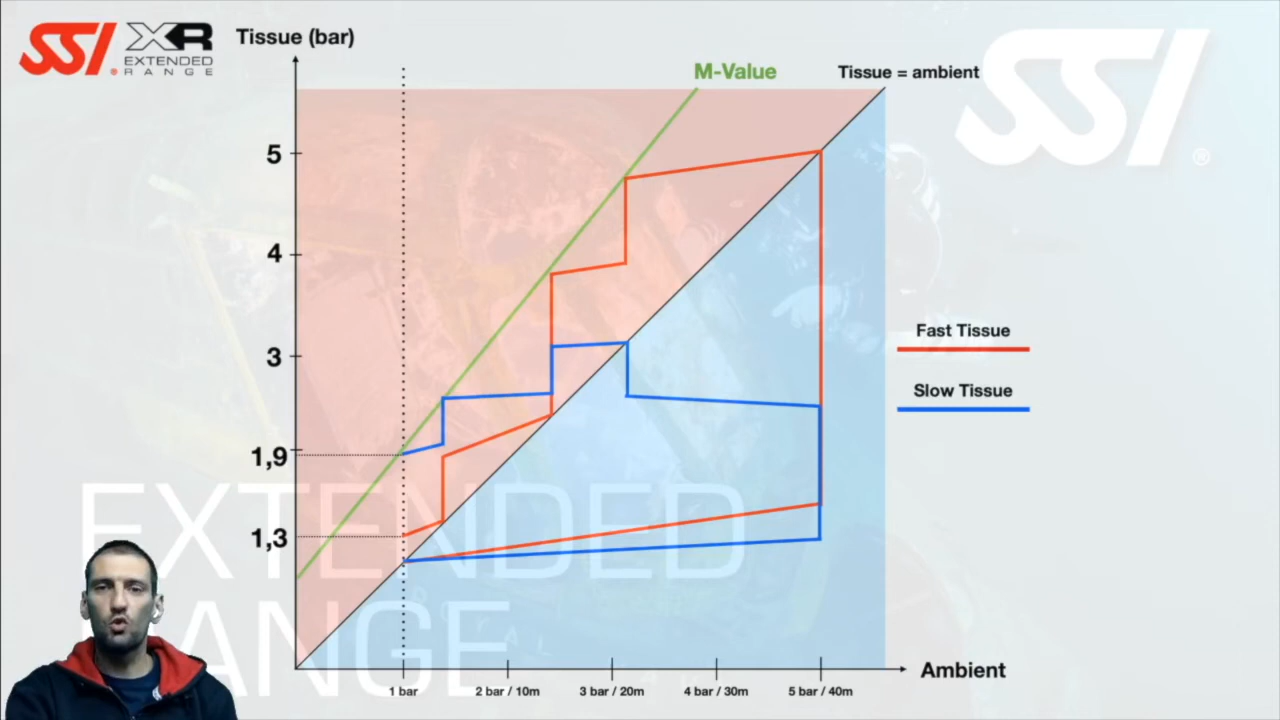 SSI
®
XR
EXTENDED
RANGE
Tissue (bar)
M-Value
Tissue = ambient
SSI
®
5
4
3
1,9
1,3
Fast Tissue
Slow Tissue
EXTENDED
RANGE
Ambient
1 bar
2 bar / 10m
3 bar / 20m
4 bar / 30m
5 bar / 40m